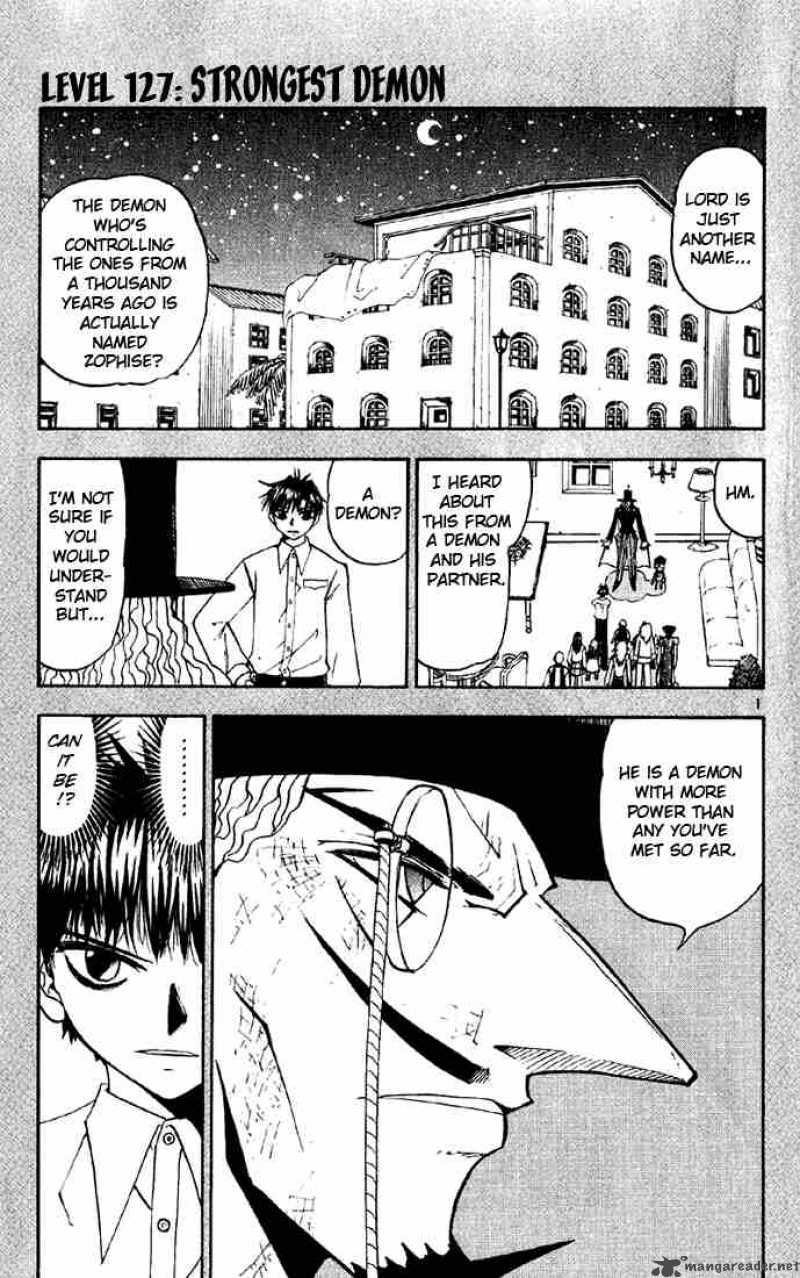 LEVEL 127: STRONGEST DEMON
LORD IS
JUST
ANOTHER
NAME...
THE DEMON
WHO'S
CONTROLLING
THE ONES FROM
A THOUSAND
YEARS AGO IS
ACTUALLY
NAMED
ZOPHISE?
HM.
I HEARD
ABOUT
THIS FROM
A DEMON
AND HIS
PARTNER.
A
DEMON?
I'M NOT
SURE IF
YOU
WOULD
UNDER-
STAND
BUT...
1
HE IS A DEMON
WITH MORE
POWER THAN
ANY YOU'VE
MET SO FAR.
........
CAN
IT
BE
!?
mangareader.net